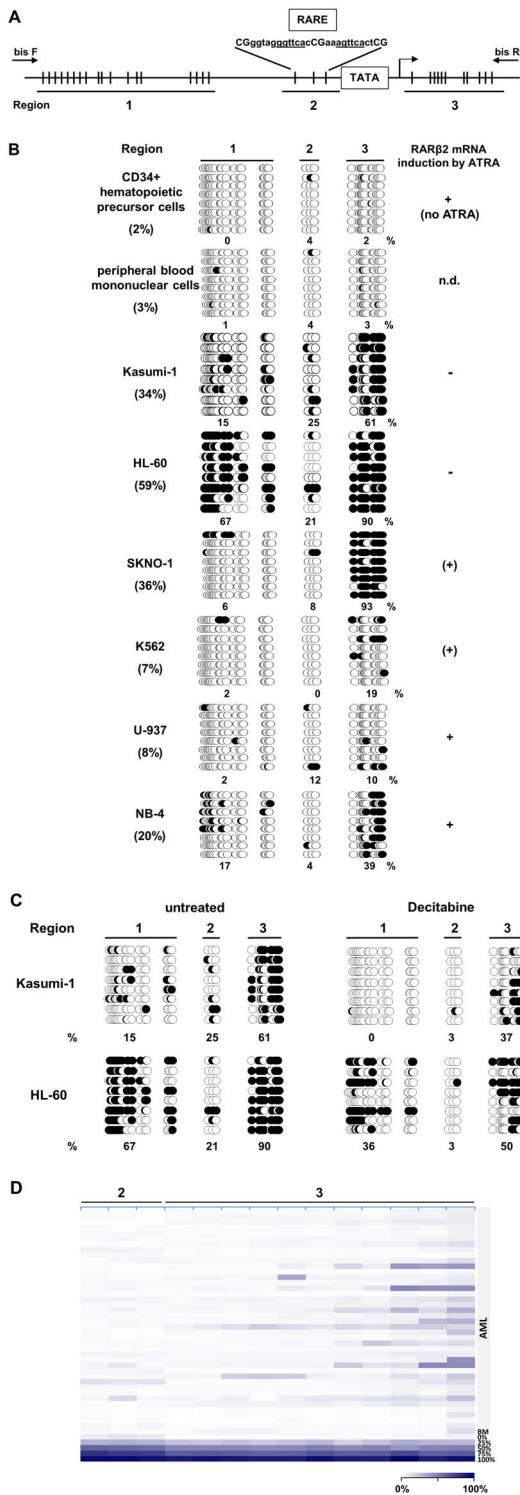 A
RARE
CGggtagggttcacCGaaagttcactCG
bis F
bis R
TATA
Region 1 2 3
B
Region 1 2 3 RARβ2 mRNA
induction by ATRA
CD34+
hematopoietic
precursor cells
(2%)
+
(no ATRA)
0 4 2 %
peripheral blood
mononuclear cells
(3%)
n.d.
1 4 3 %
Kasumi-1
(34%)
-
15 25 61 %
HL-60
(59%)
-
67 21 90 %
SKNO-1
(36%)
(+)
6 8 93 %
K562
(7%)
(+)
2 0 19 %
U-937
(8%)
+
2 12 10 %
NB-4
(20%)
+
17 4 39 %
C
untreated Decitabine
Region 1 2 3 1 2 3
Kasumi-1
% 15 25 61 0 3 37
HL-60
% 67 21 90 36 3 50
D
2 3
AML
BM
0%
25%
50%
75%
100%
0% 100%